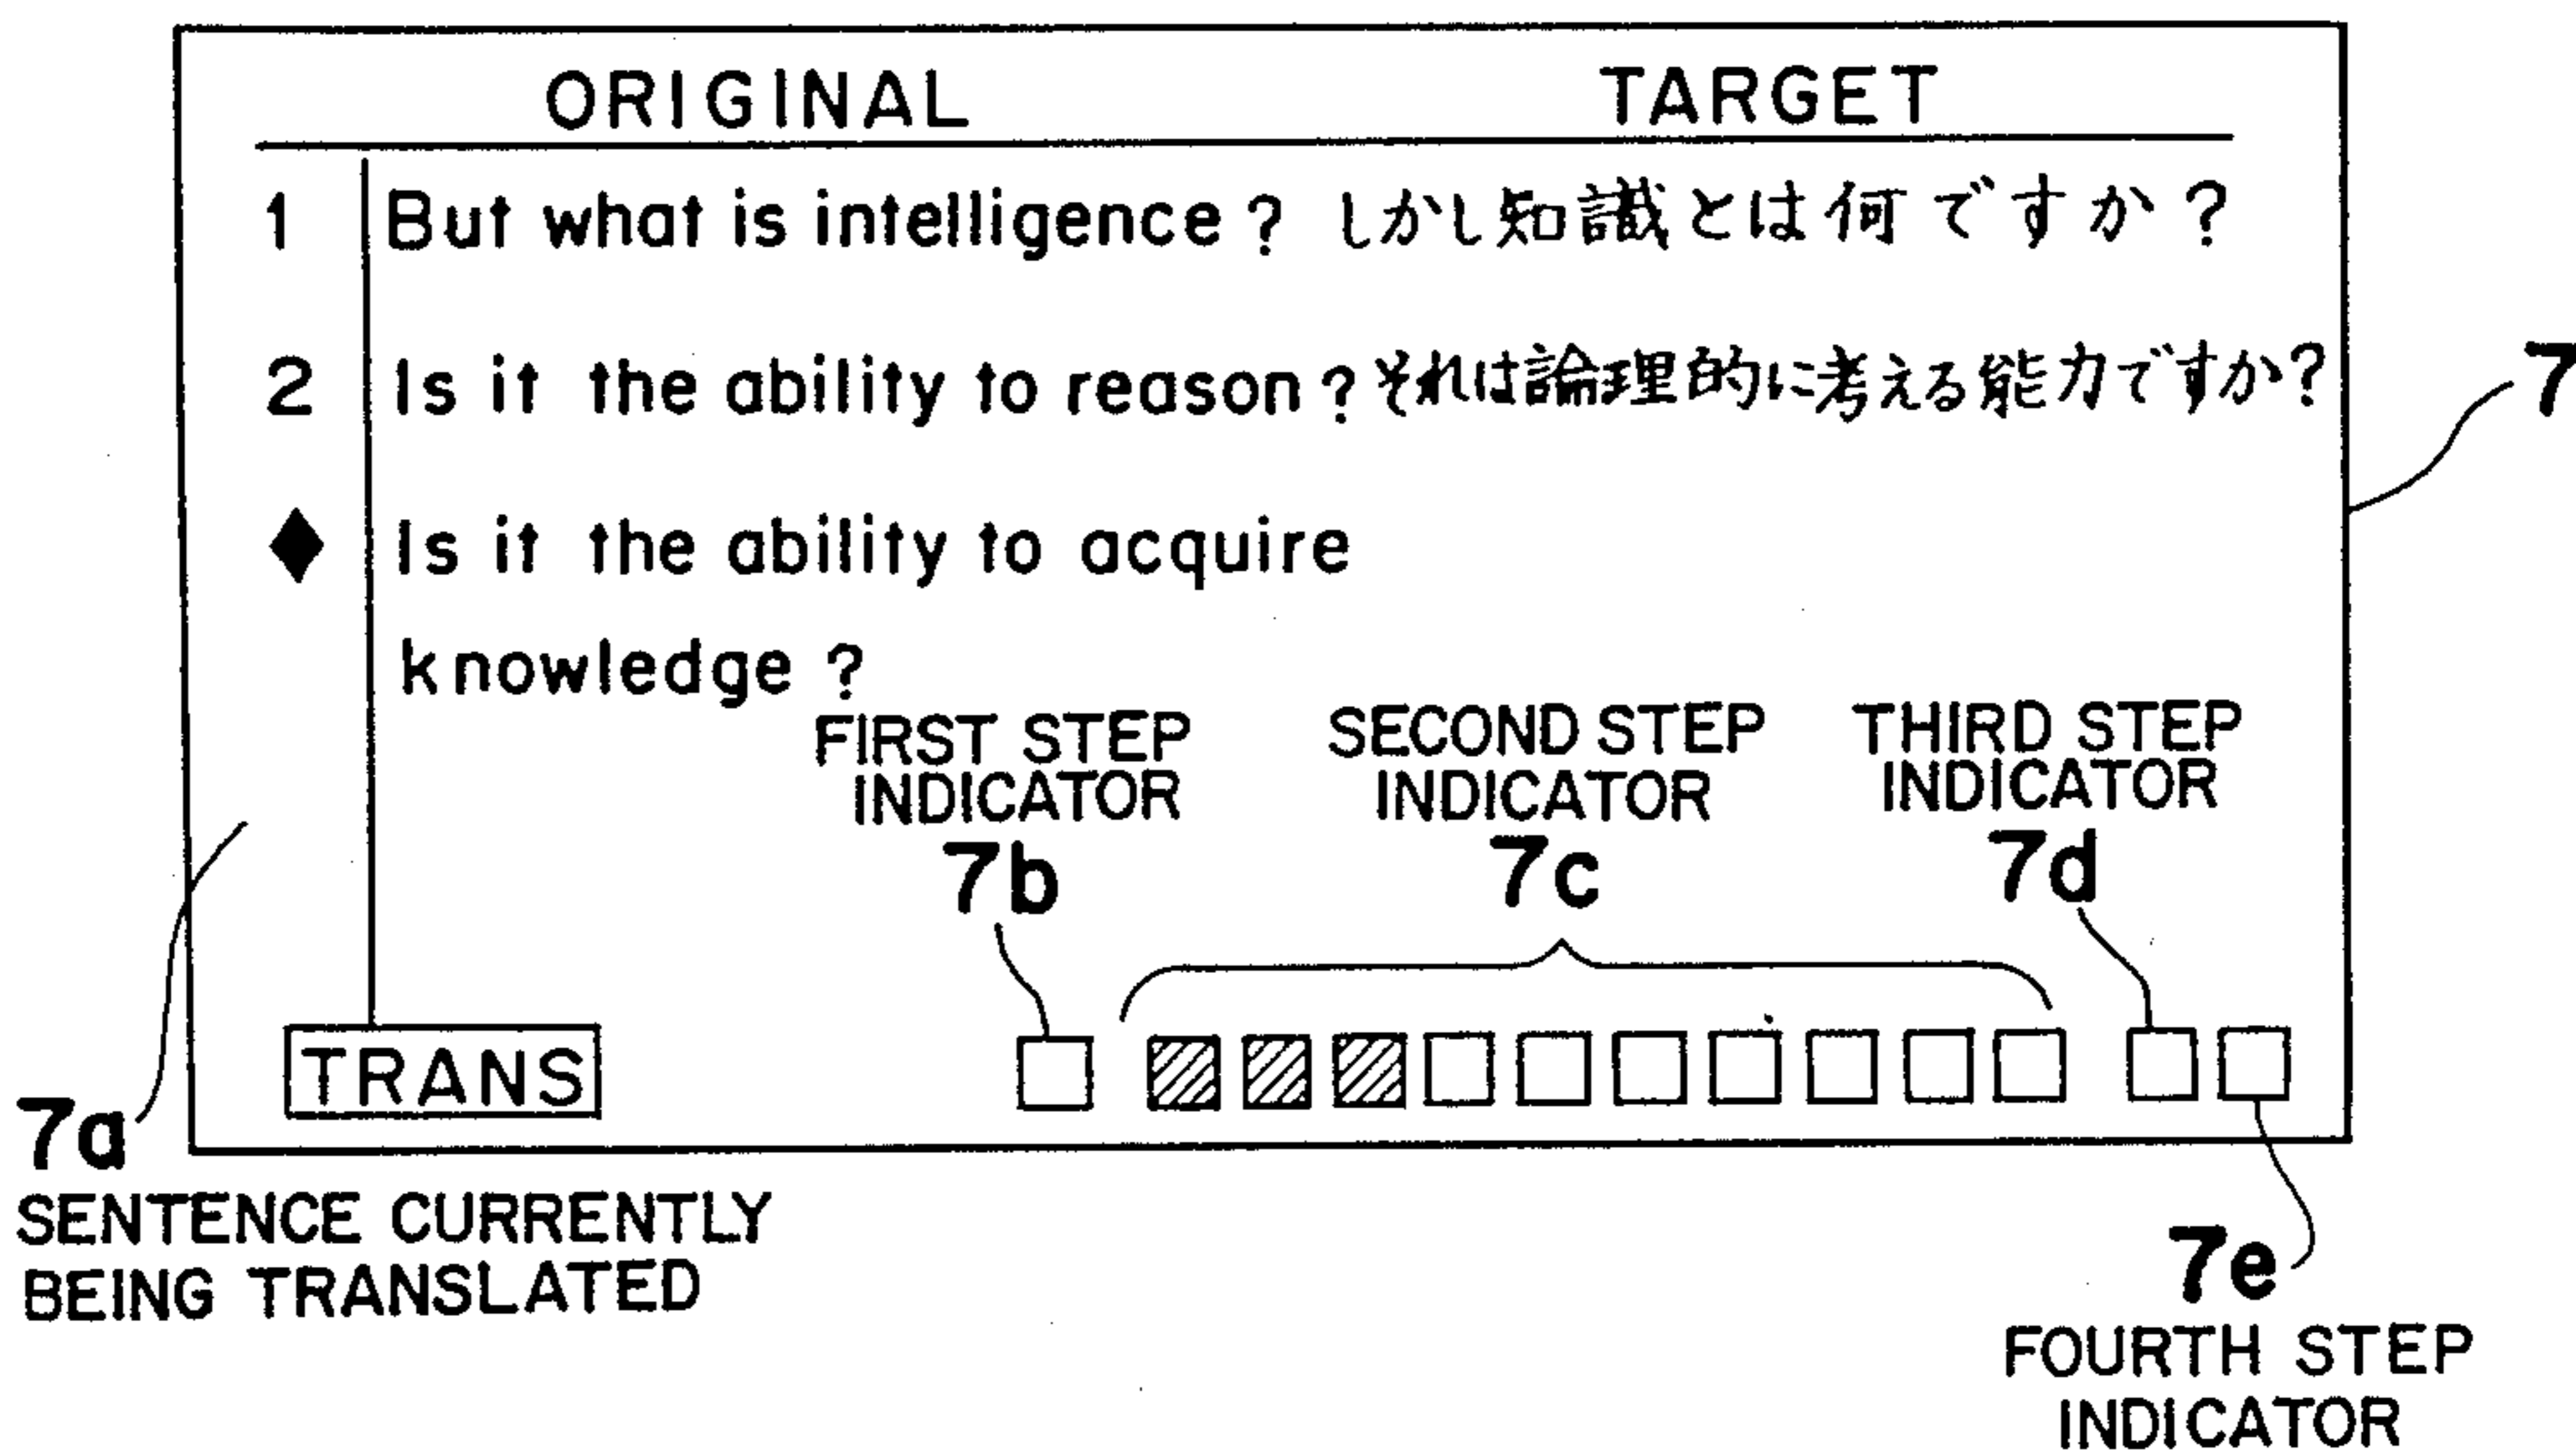 ORIGINAL TARGET
1 But what is intelligence ? しかし知識とは何ですか?
2 Is it the ability to reason ? それは論理的に考える能力ですか?
7
♦ Is it the ability to acquire
knowledge ?
FIRST STEP INDICATOR 7b
SECOND STEP INDICATOR 7c
THIRD STEP INDICATOR 7d
TRANS
7a
SENTENCE CURRENTLY
BEING TRANSLATED
7e
FOURTH STEP
INDICATOR